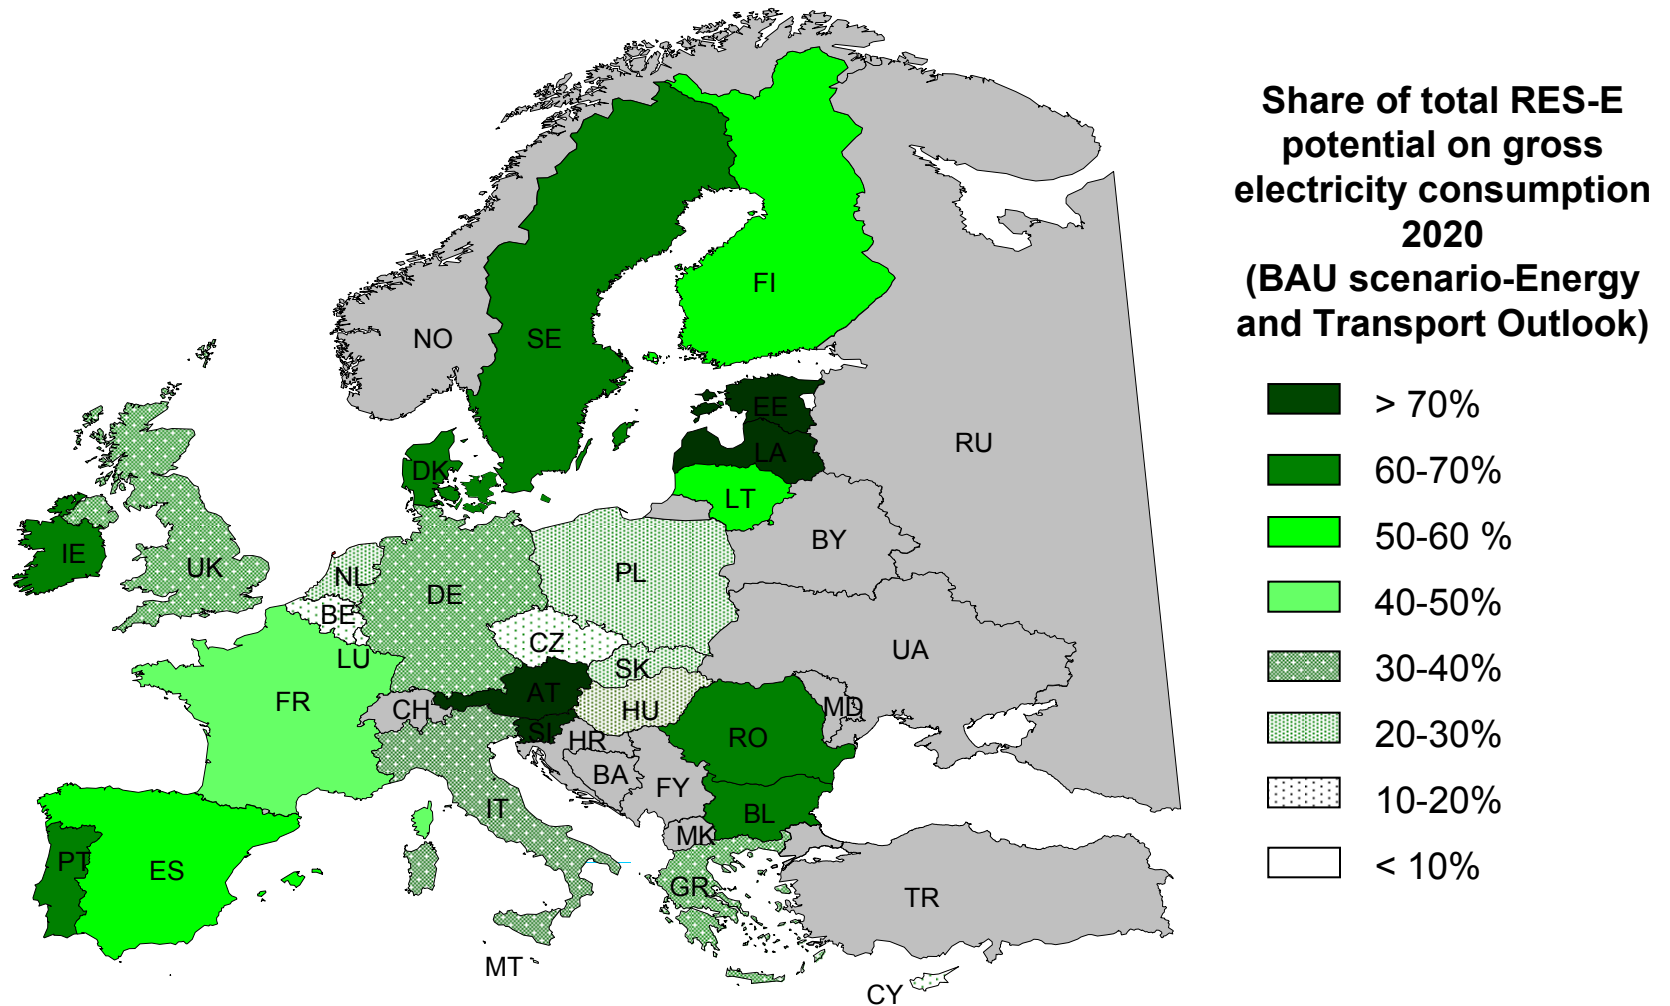 Share of total RES-E
potential on gross
electricity consumption
2020
(BAU scenario-Energy
and Transport Outlook)
> 70%
60-70%
50-60 %
40-50%
30-40%
20-30%
10-20%
< 10%
FI
NO
SE
EE
RU
LA
DK
LT
BY
IE
UK
NL
PL
DE
BE
CZ
UA
LU
SK
AT
FR
CH
HU
MD
SI
HR
RO
BA
FY
IT
BL
MK
PT
ES
GR
TR
MT
CY